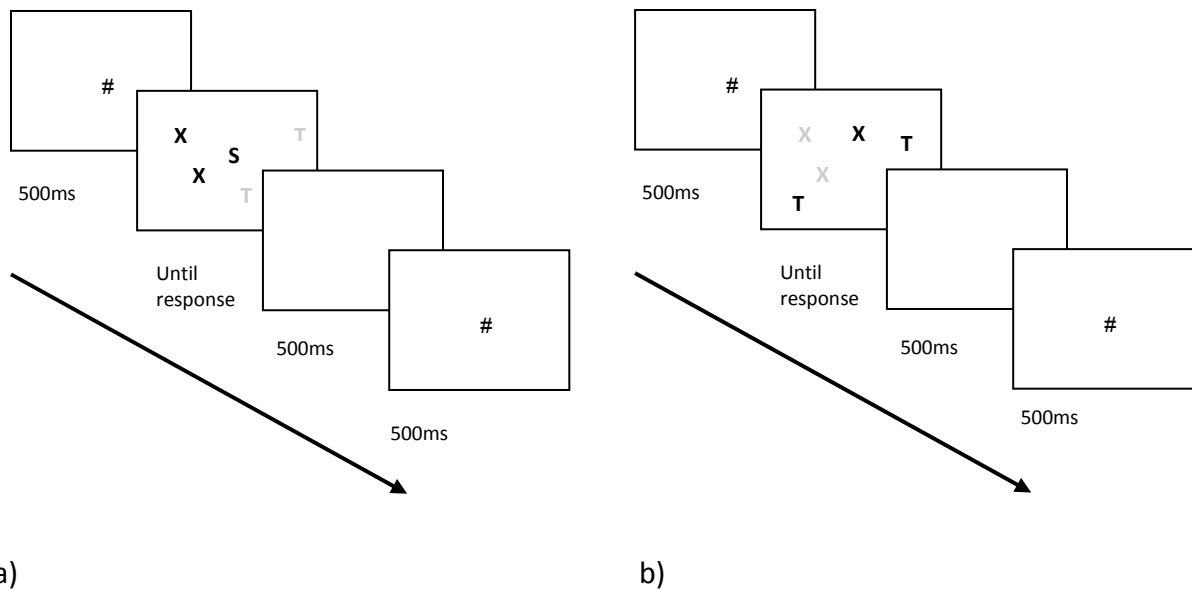 #
X T
S
X
T
500ms
Until
response
500ms
#
500ms
a)
#
X X
T
X
T
500ms
Until
response
500ms
#
500ms
b)